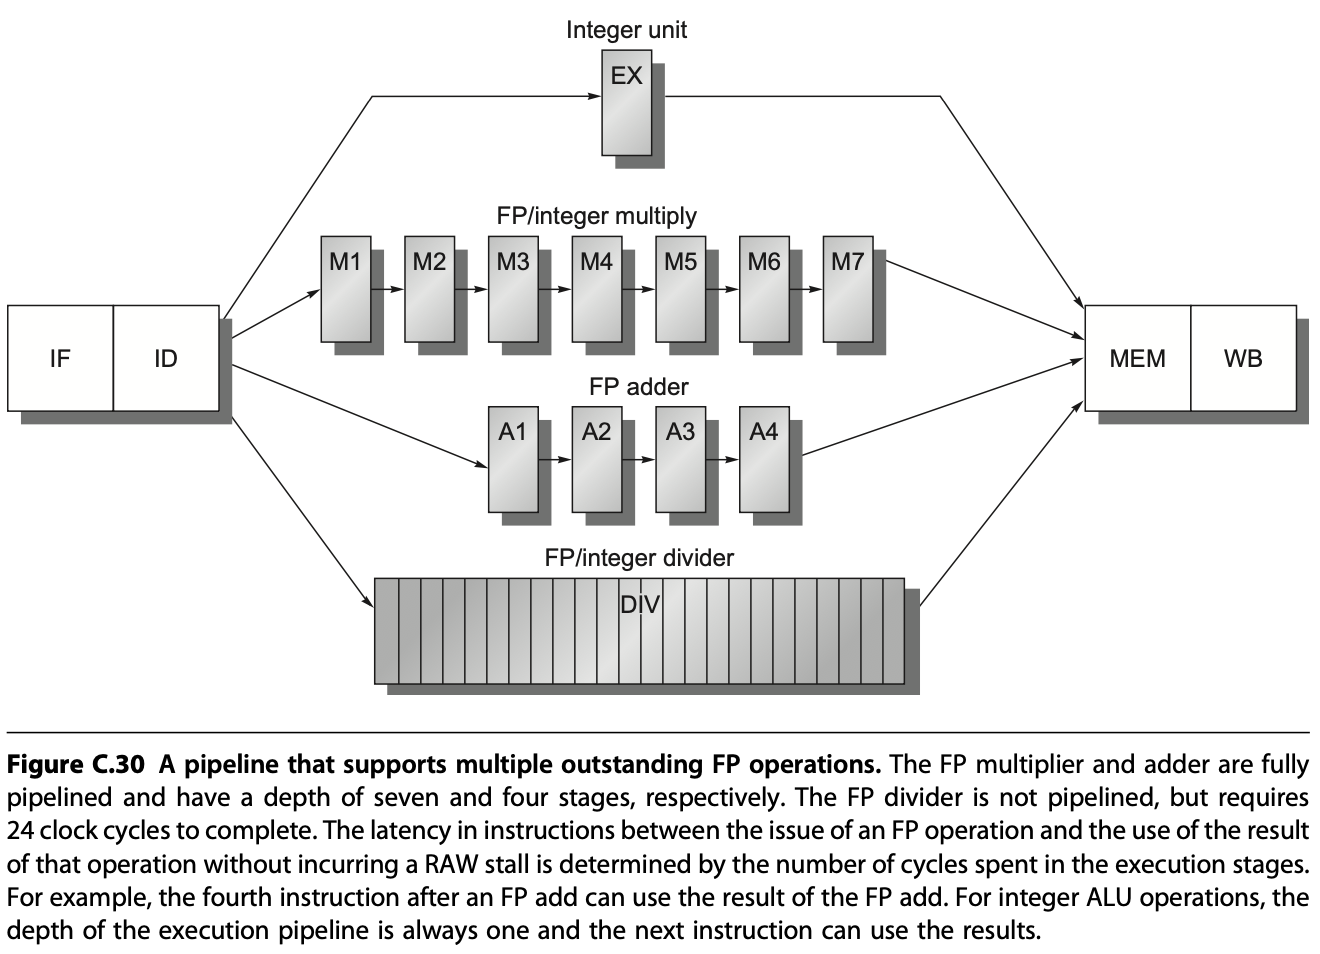 Integer unit
EX
FP/integer multiply
M1 M2 M3 M4 M5 M6 M7
IF ID
MEM WB
FP adder
A1 A2 A3 A4
FP/integer divider
DIV
Figure C.30 A pipeline that supports multiple outstanding FP operations. The FP multiplier and adder are fully
pipelined and have a depth of seven and four stages, respectively. The FP divider is not pipelined, but requires
24 clock cycles to complete. The latency in instructions between the issue of an FP operation and the use of the result
of that operation without incurring a RAW stall is determined by the number of cycles spent in the execution stages.
For example, the fourth instruction after an FP add can use the result of the FP add. For integer ALU operations, the
depth of the execution pipeline is always one and the next instruction can use the results.